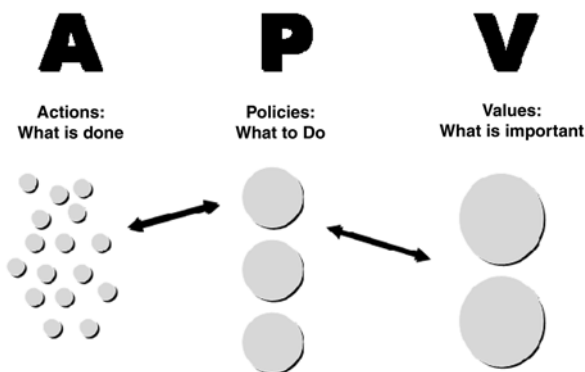 A P V
Actions:
What is done
Policies:
What to Do
Values:
What is important